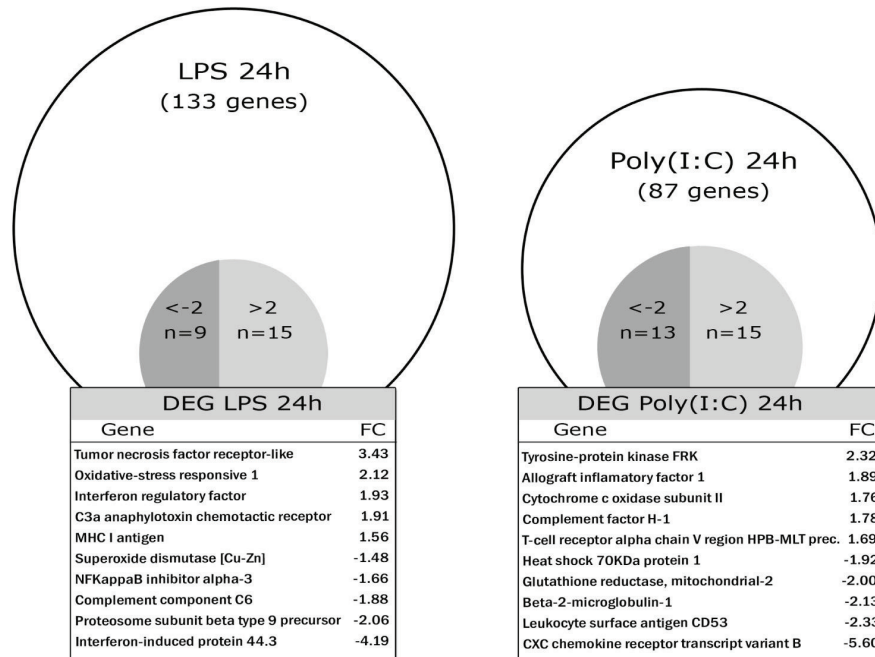 LPS 24h
(133 genes)
<-2 >2
n=9 n=15
DEG LPS 24h
Gene FC
Tumor necrosis factor receptor-like 3.43
Oxidative-stress responsive 1 2.12
Interferon regulatory factor 1.93
C3a anaphylotoxin chemotactic receptor 1.91
MHC I antigen 1.56
Superoxide dismutase [Cu-Zn] -1.48
NFKappaB inhibitor alpha-3 -1.66
Complement component C6 -1.88
Proteosome subunit beta type 9 precursor -2.06
Interferon-induced protein 44.3 -4.19
Poly(I:C) 24h
(87 genes)
<-2 >2
n=13 n=15
DEG Poly(I:C) 24h
Gene FC
Tyrosine-protein kinase FRK 2.32
Allograft inflamatory factor 1 1.89
Cytochrome c oxidase subunit II 1.76
Complement factor H-1 1.78
T-cell receptor alpha chain V region HPB-MLT prec. 1.69
Heat shock 70KDa protein 1 -1.92
Glutathione reductase, mitochondrial-2 -2.00
Beta-2-microglobulin-1 -2.13
Leukocyte surface antigen CD53 -2.33
CXC chemokine receptor transcript variant B -5.60